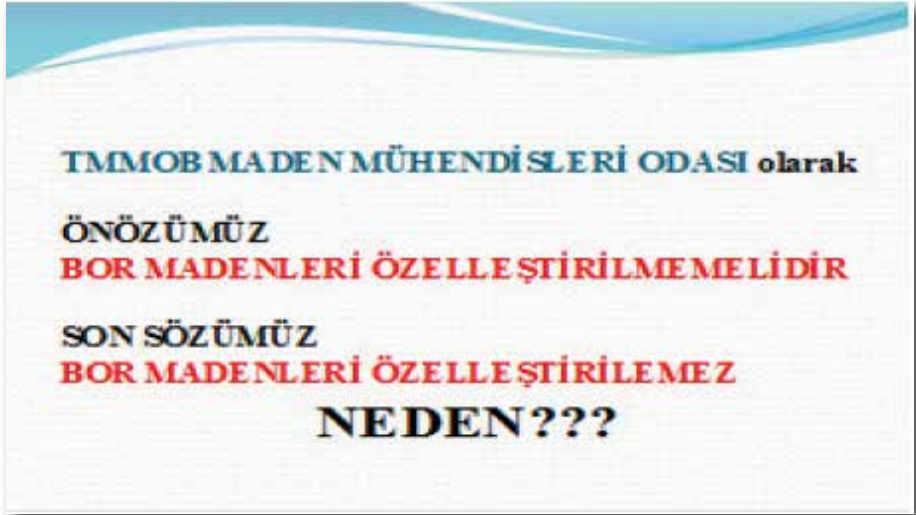 TMMOB MADEN MÜHENDİSLERİ ODASI olarak
ÖNÖZÜMÜZ
BOR MADENLERİ ÖZELLEŞTİRİLMEMELİDİR
SON SÖZÜMÜZ
BOR MADENLERİ ÖZELLEŞTİRİLEMEZ
NEDEN???